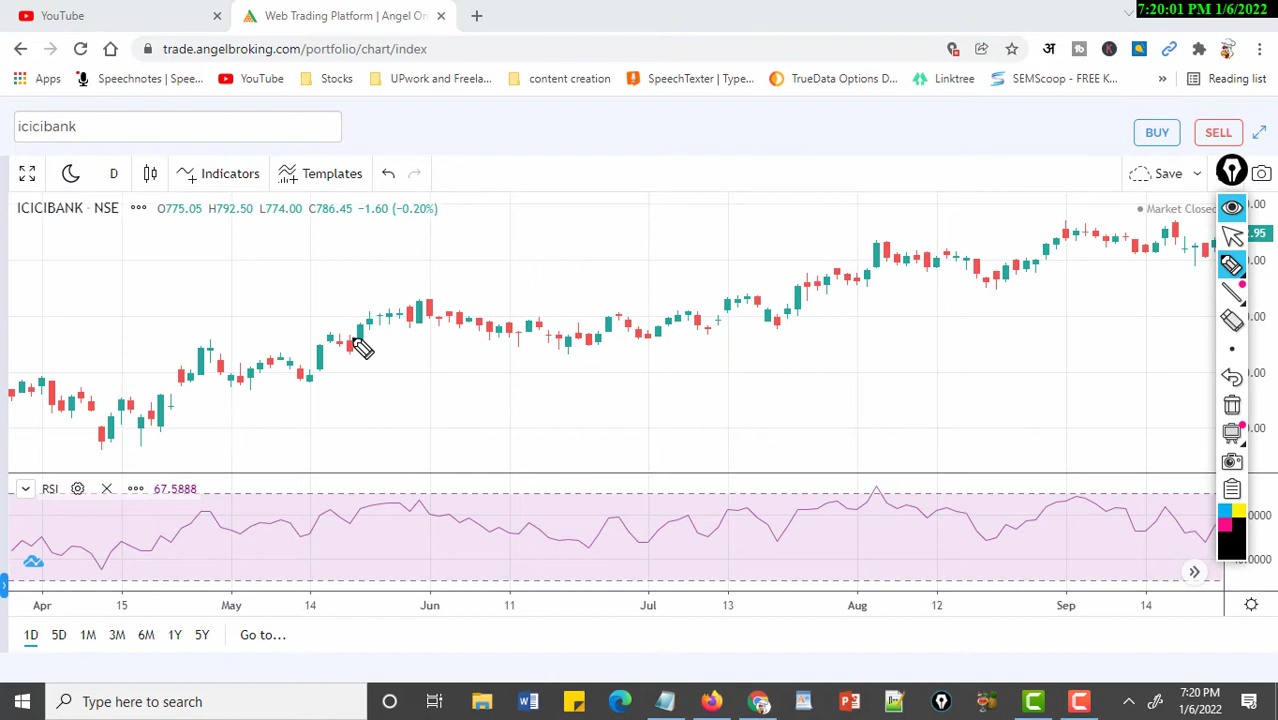 YouTube
Web Trading Platform | Angel On
7:20:01 PM 1/6/2022
trade.angelbroking.com/portfolio/chart/index
अ
Apps
Speechnotes | Spee...
YouTube
Stocks
UPwork and Freela...
content creation
SpeechTexter | Type...
TrueData Options D...
Linktree
SEMScoop - FREE K...
»
Reading list
icicibank
BUY
SELL
D
Indicators
Templates
Save
ICICIBANK · NSE
O775.05 H792.50 L774.00 C786.45 −1.60 (−0.20%)
Market Closed
RSI
67.5888
Apr 15 May 14 Jun 11 Jul 13 Aug 12 Sep 14
1D 5D 1M 3M 6M 1Y 5Y Go to...
Type here to search
7:20 PM
1/6/2022